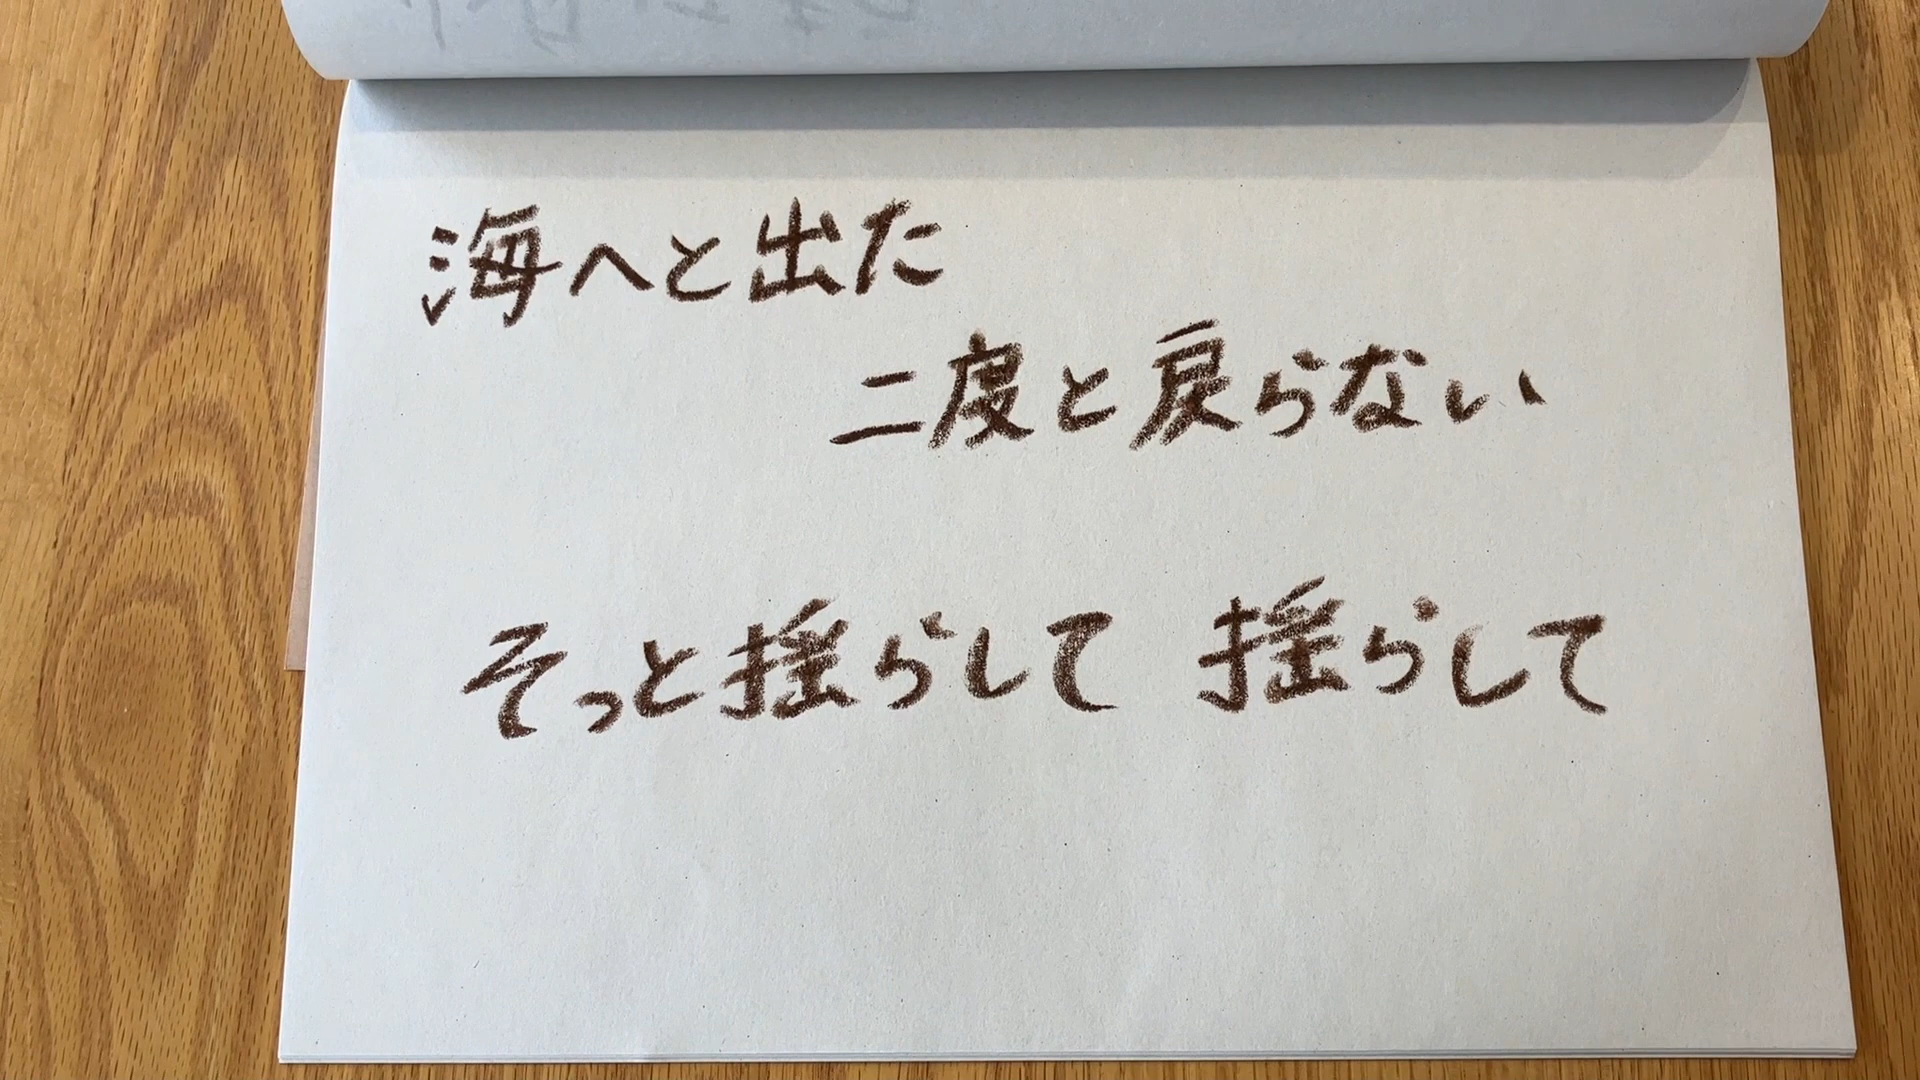 海へと出た
二度と戻らない
そっと揺らして 揺らして